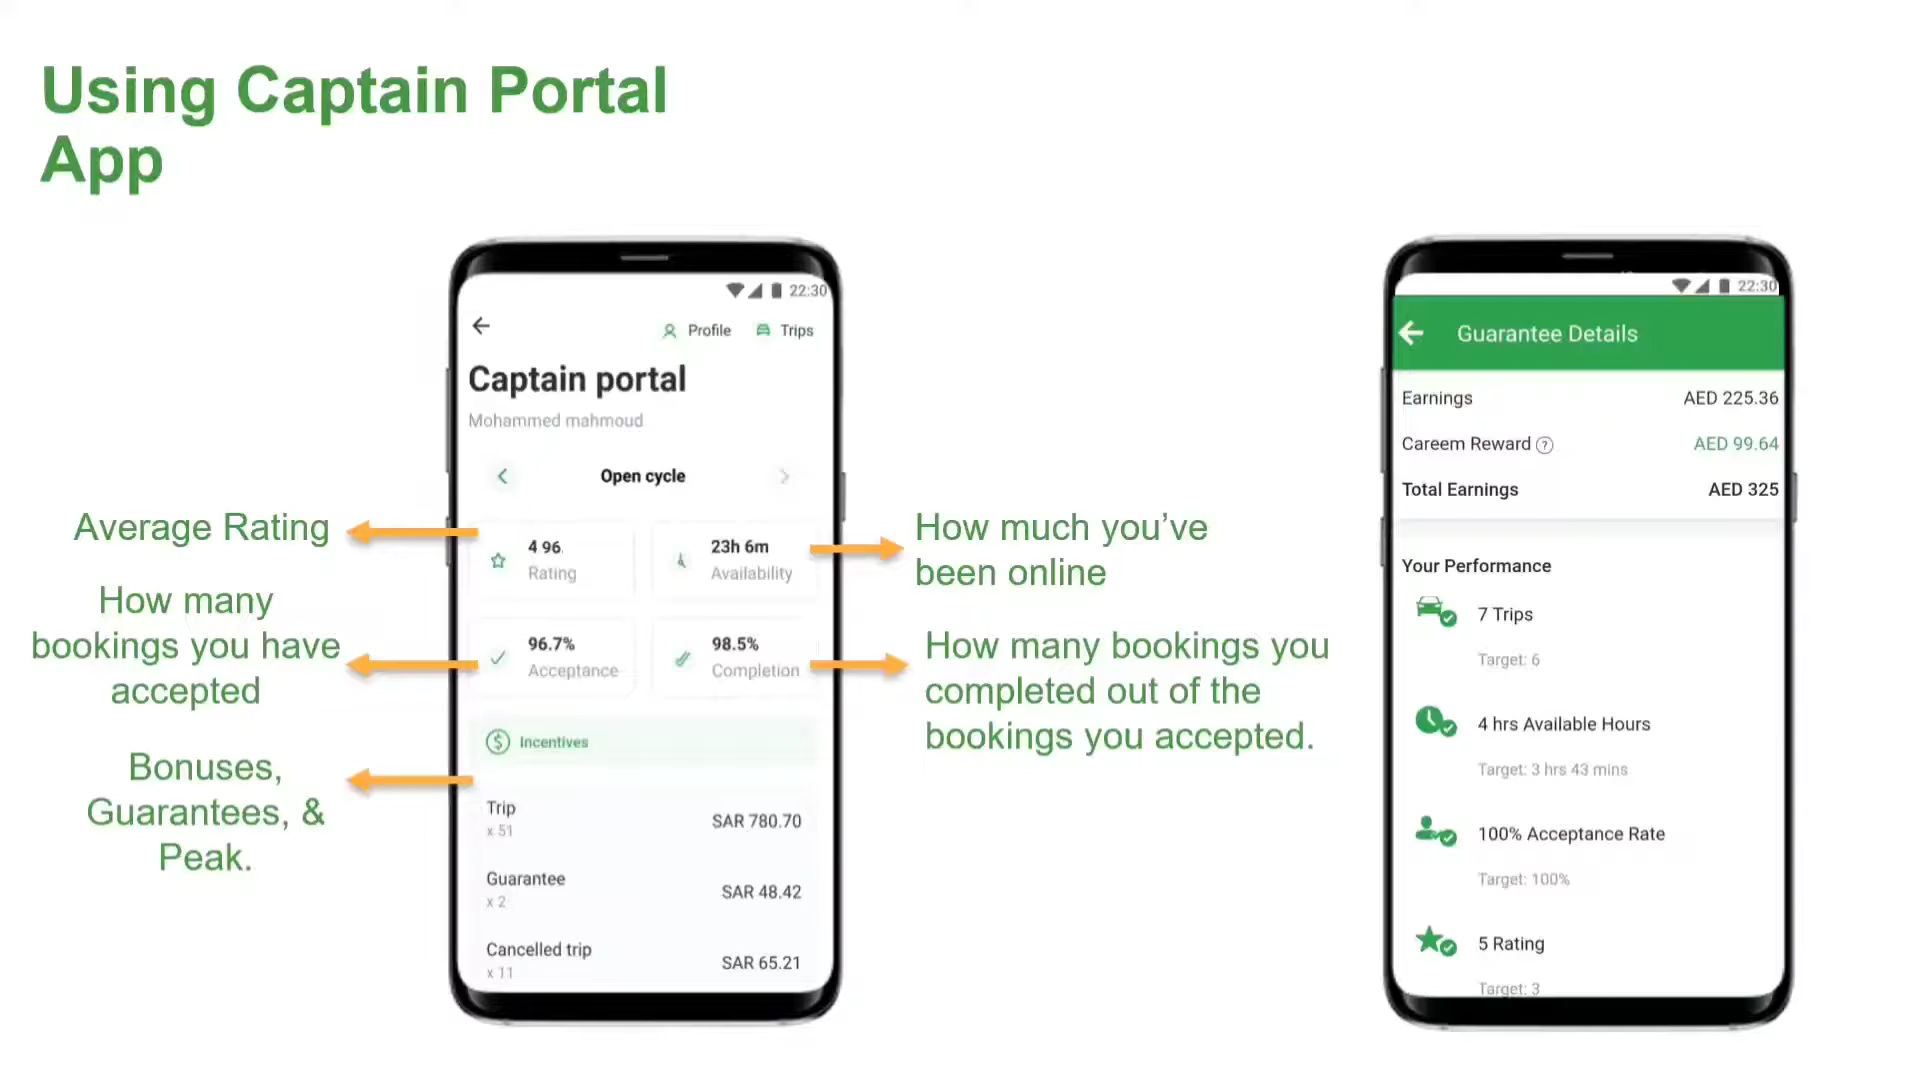 Using Captain Portal
App
22:30
Profile
Trips
Captain portal
Mohammed mahmoud
Open cycle
4 96
Rating
23h 6m
Availability
96.7%
Acceptance
98.5%
Completion
Incentives
Trip
x 51
SAR 780.70
Guarantee
x 2
SAR 48.42
Cancelled trip
x 11
SAR 65.21
Average Rating
How many
bookings you have
accepted
Bonuses,
Guarantees, &
Peak.
How much you’ve
been online
How many bookings you
completed out of the
bookings you accepted.
22:30
Guarantee Details
Earnings
AED 225.36
Careem Reward ?
AED 99.64
Total Earnings
AED 325
Your Performance
7 Trips
Target: 6
4 hrs Available Hours
Target: 3 hrs 43 mins
100% Acceptance Rate
Target: 100%
5 Rating
Target: 3